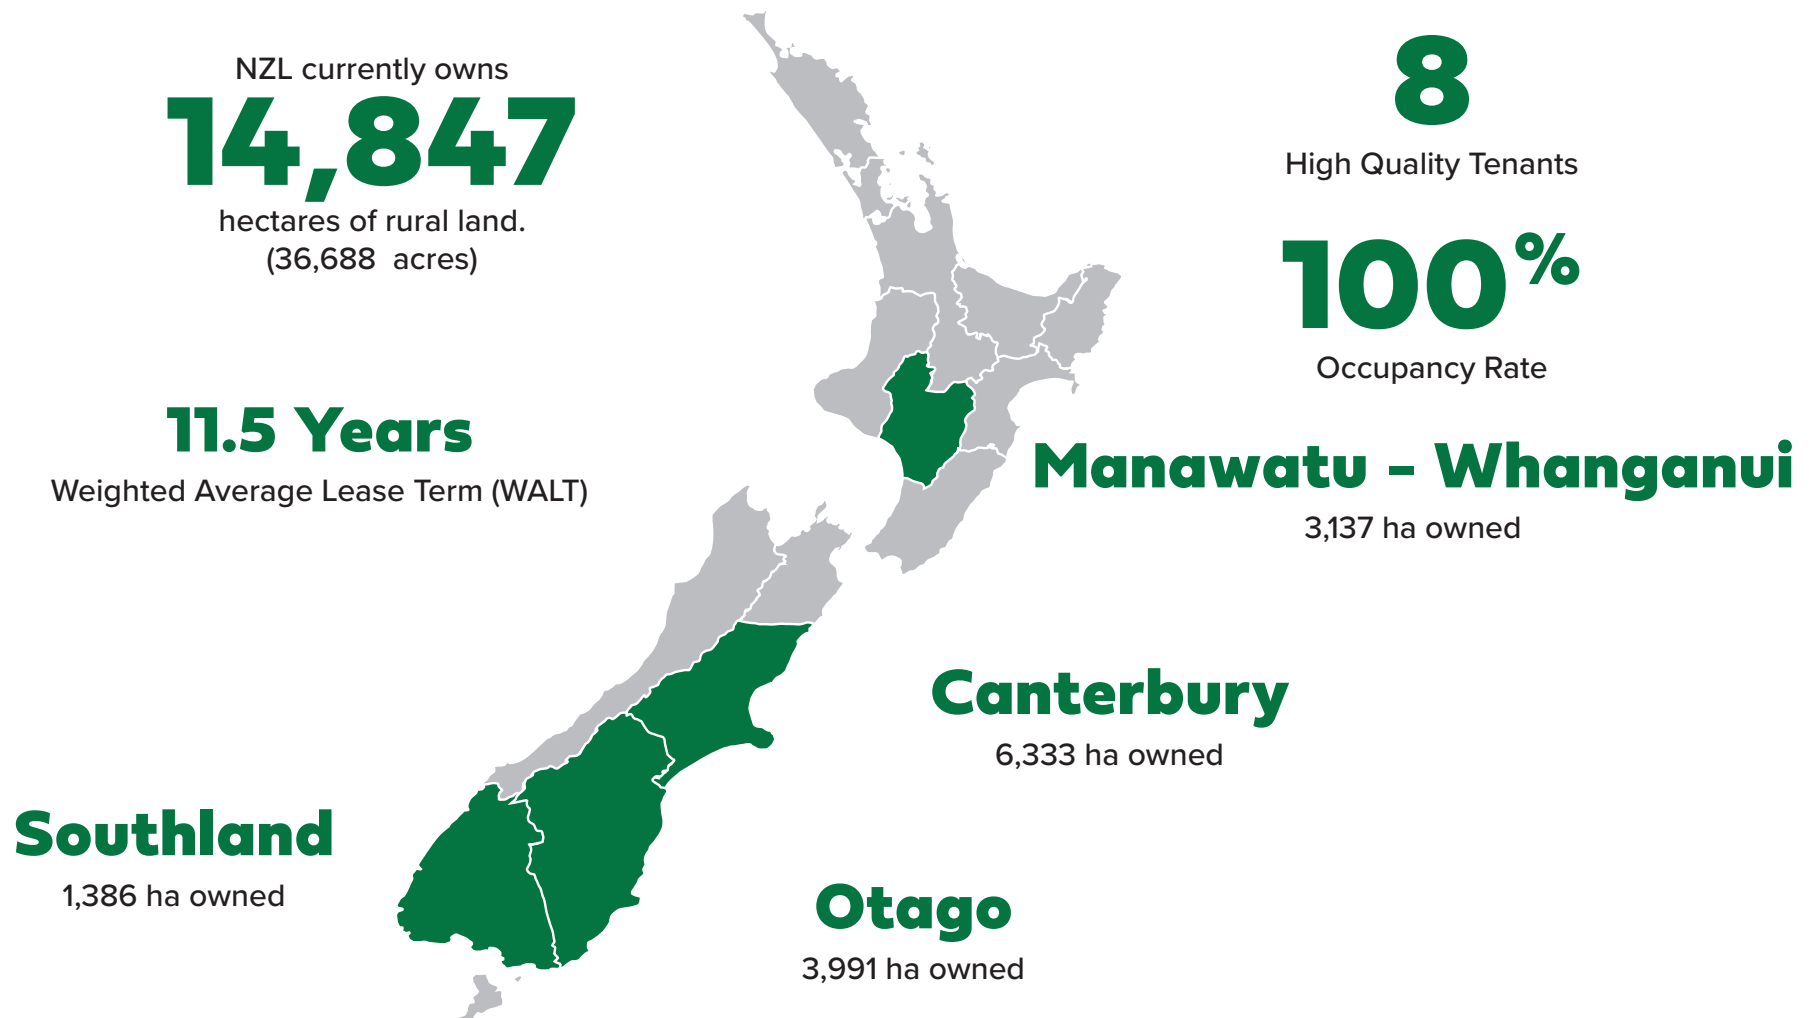 NZL currently owns
14,847
hectares of rural land.
(36,688 acres)
11.5 Years
Weighted Average Lease Term (WALT)
8
High Quality Tenants
100%
Occupancy Rate
Manawatu – Whanganui
3,137 ha owned
Canterbury
6,333 ha owned
Southland
1,386 ha owned
Otago
3,991 ha owned